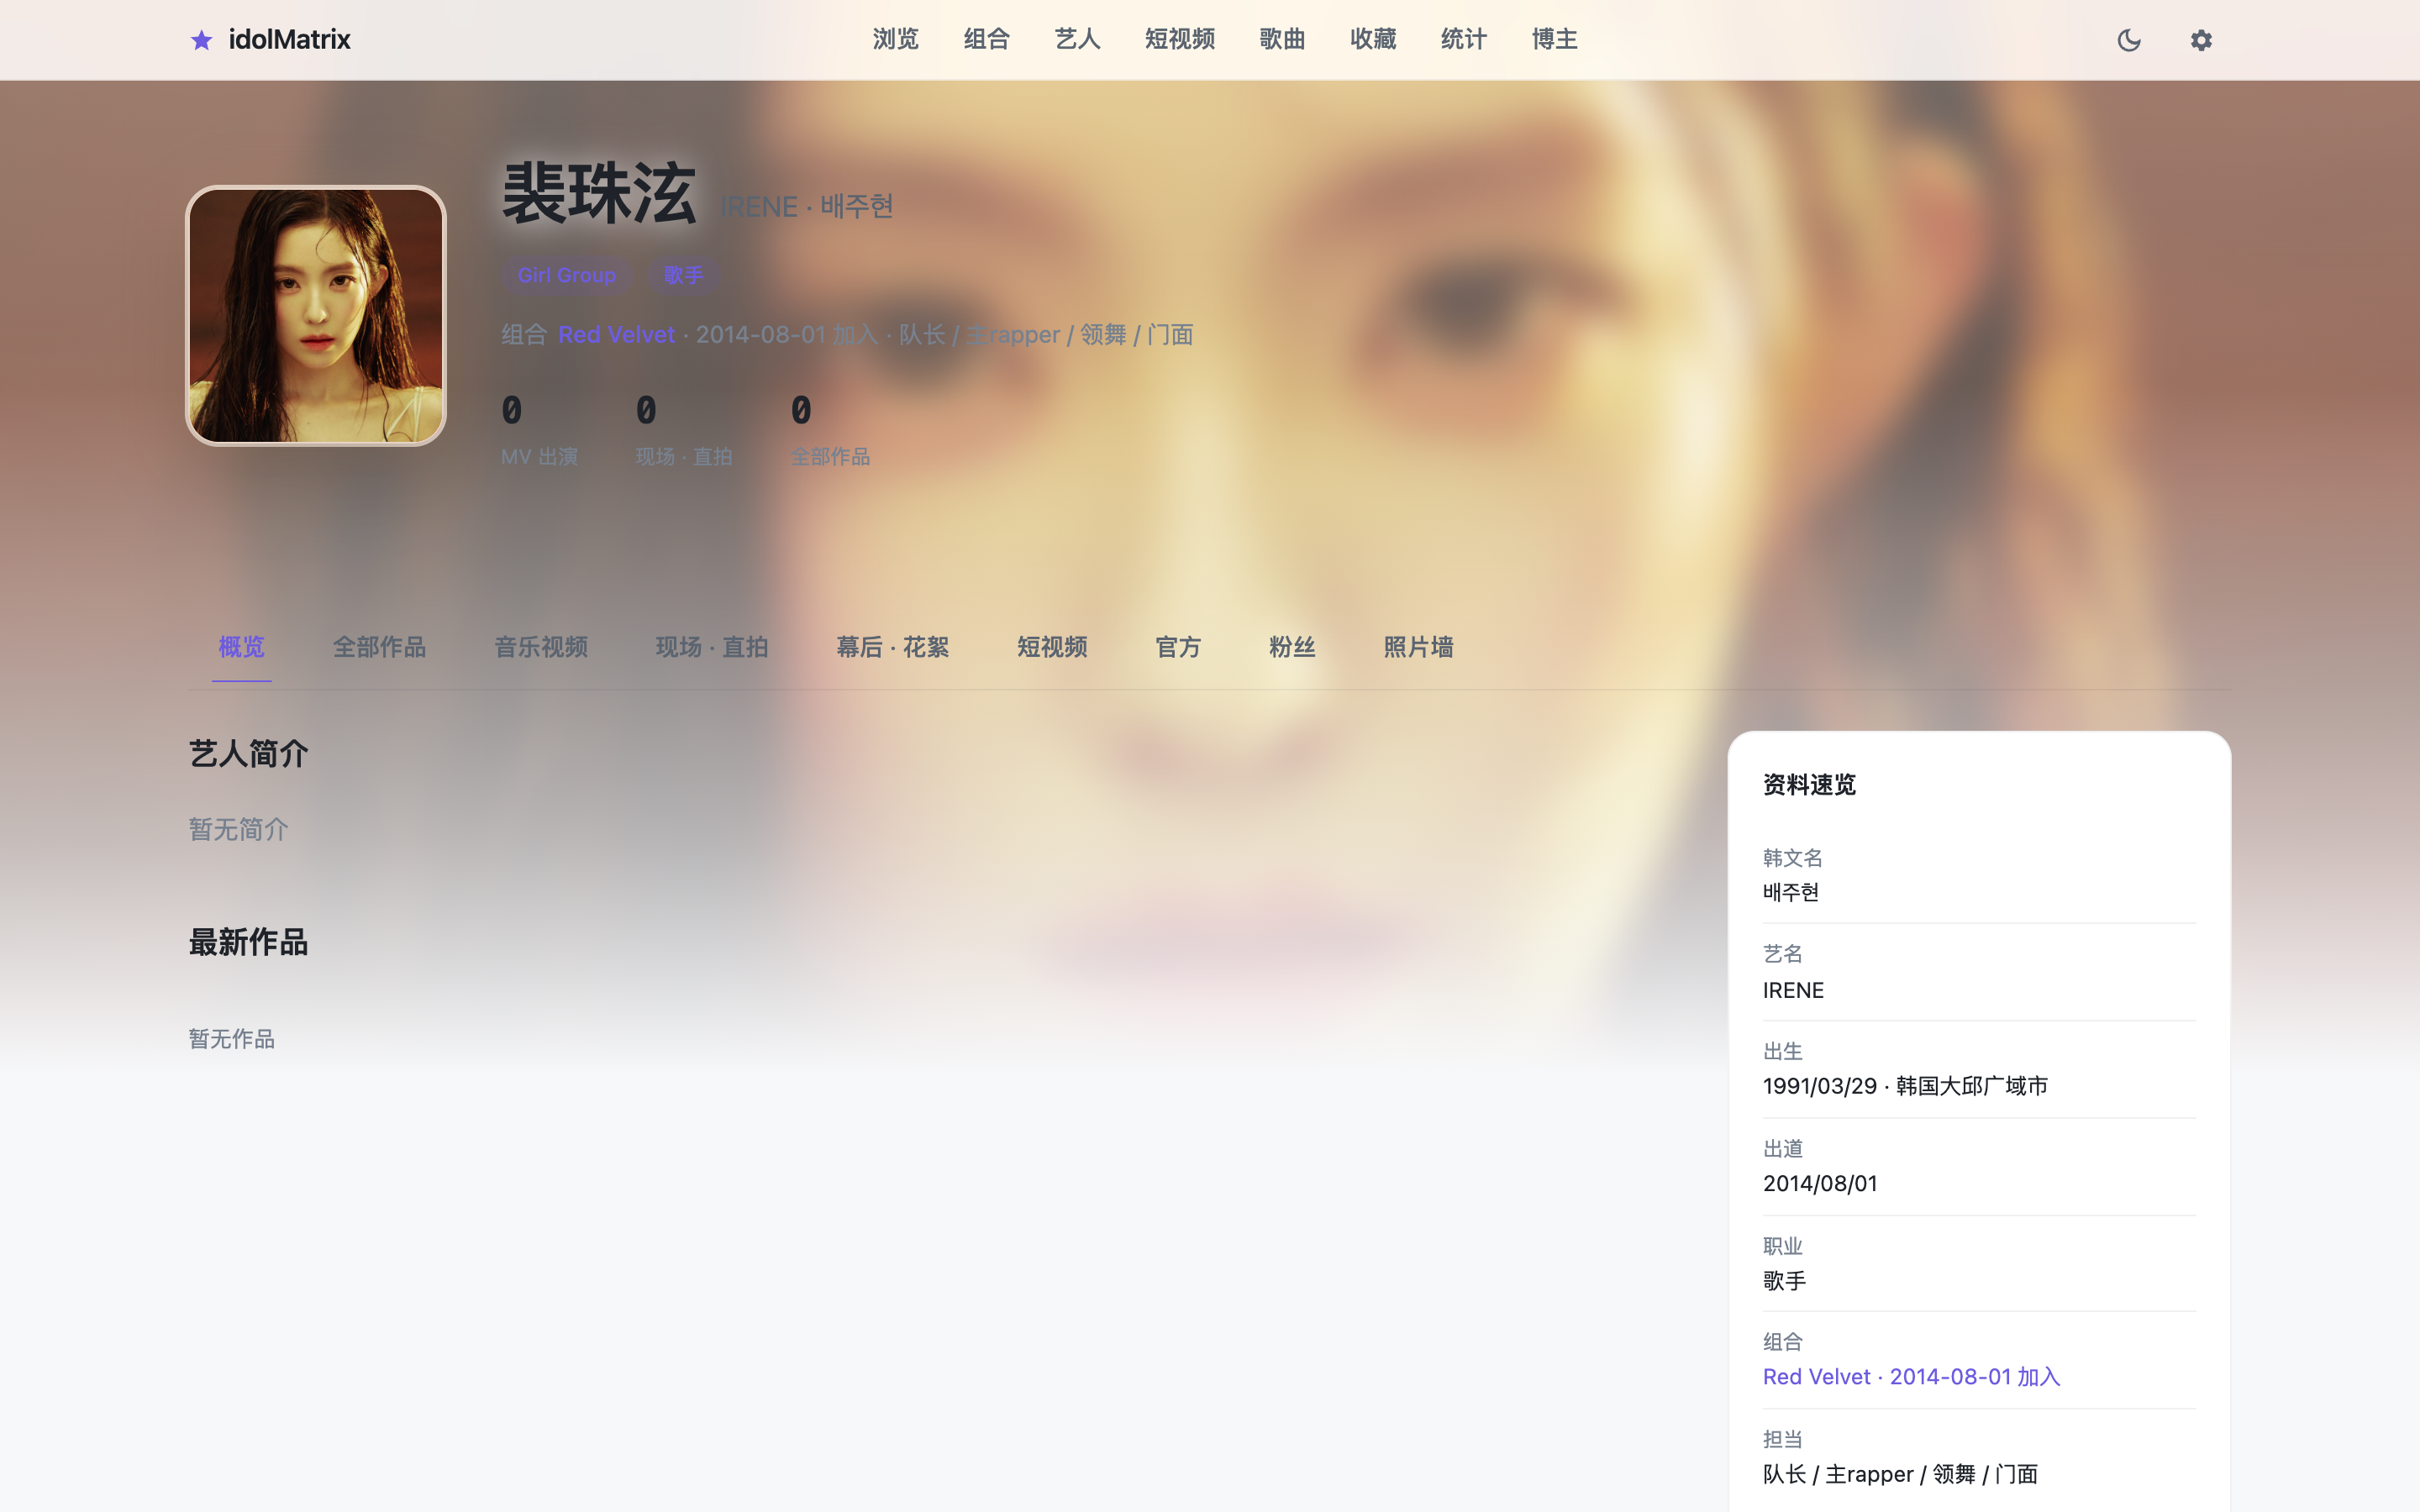 idolMatrix
浏览 组合 艺人 短视频 歌曲 收藏 统计 博主
裴珠泫 IRENE · 배주현
Girl Group 歌手
组合 Red Velvet · 2014-08-01 加入 · 队长 / 主rapper / 领舞 / 门面
0 0 0
MV 出演 现场 · 直拍 全部作品
概览 全部作品 音乐视频 现场 · 直拍 幕后 · 花絮 短视频 官方 粉丝 照片墙
艺人简介
暂无简介
最新作品
暂无作品
资料速览
韩文名
배주현
艺名
IRENE
出生
1991/03/29 · 韩国大邱广域市
出道
2014/08/01
职业
歌手
组合
Red Velvet · 2014-08-01 加入
担当
队长 / 主rapper / 领舞 / 门面